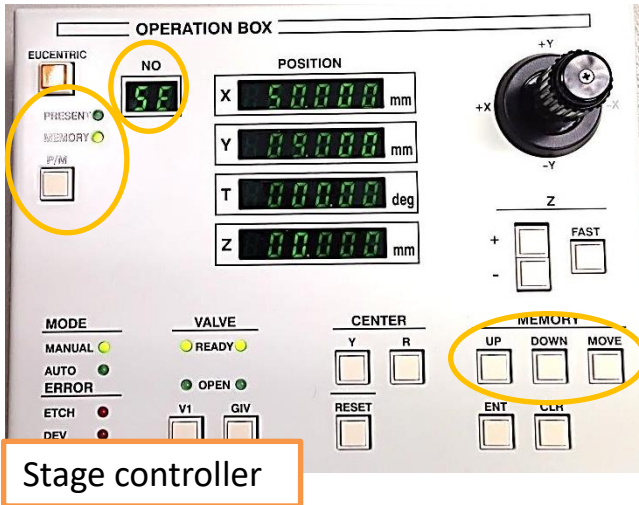 OPERATION BOX
EUCENTRIC
NO
5E
POSITION
PRESENT
MEMORY
P/M
X 50.000 mm
Y 09.000 mm
T 00.00 deg
Z 00.000 mm
+Y
+X
-X
-Y
Z
+
-
FAST
MODE
MANUAL
AUTO
ERROR
ETCH
DEV
VALVE
READY
OPEN
V1 GIV
CENTER
Y R
RESET
MEMORY
UP DOWN MOVE
ENT CLR
Stage controller